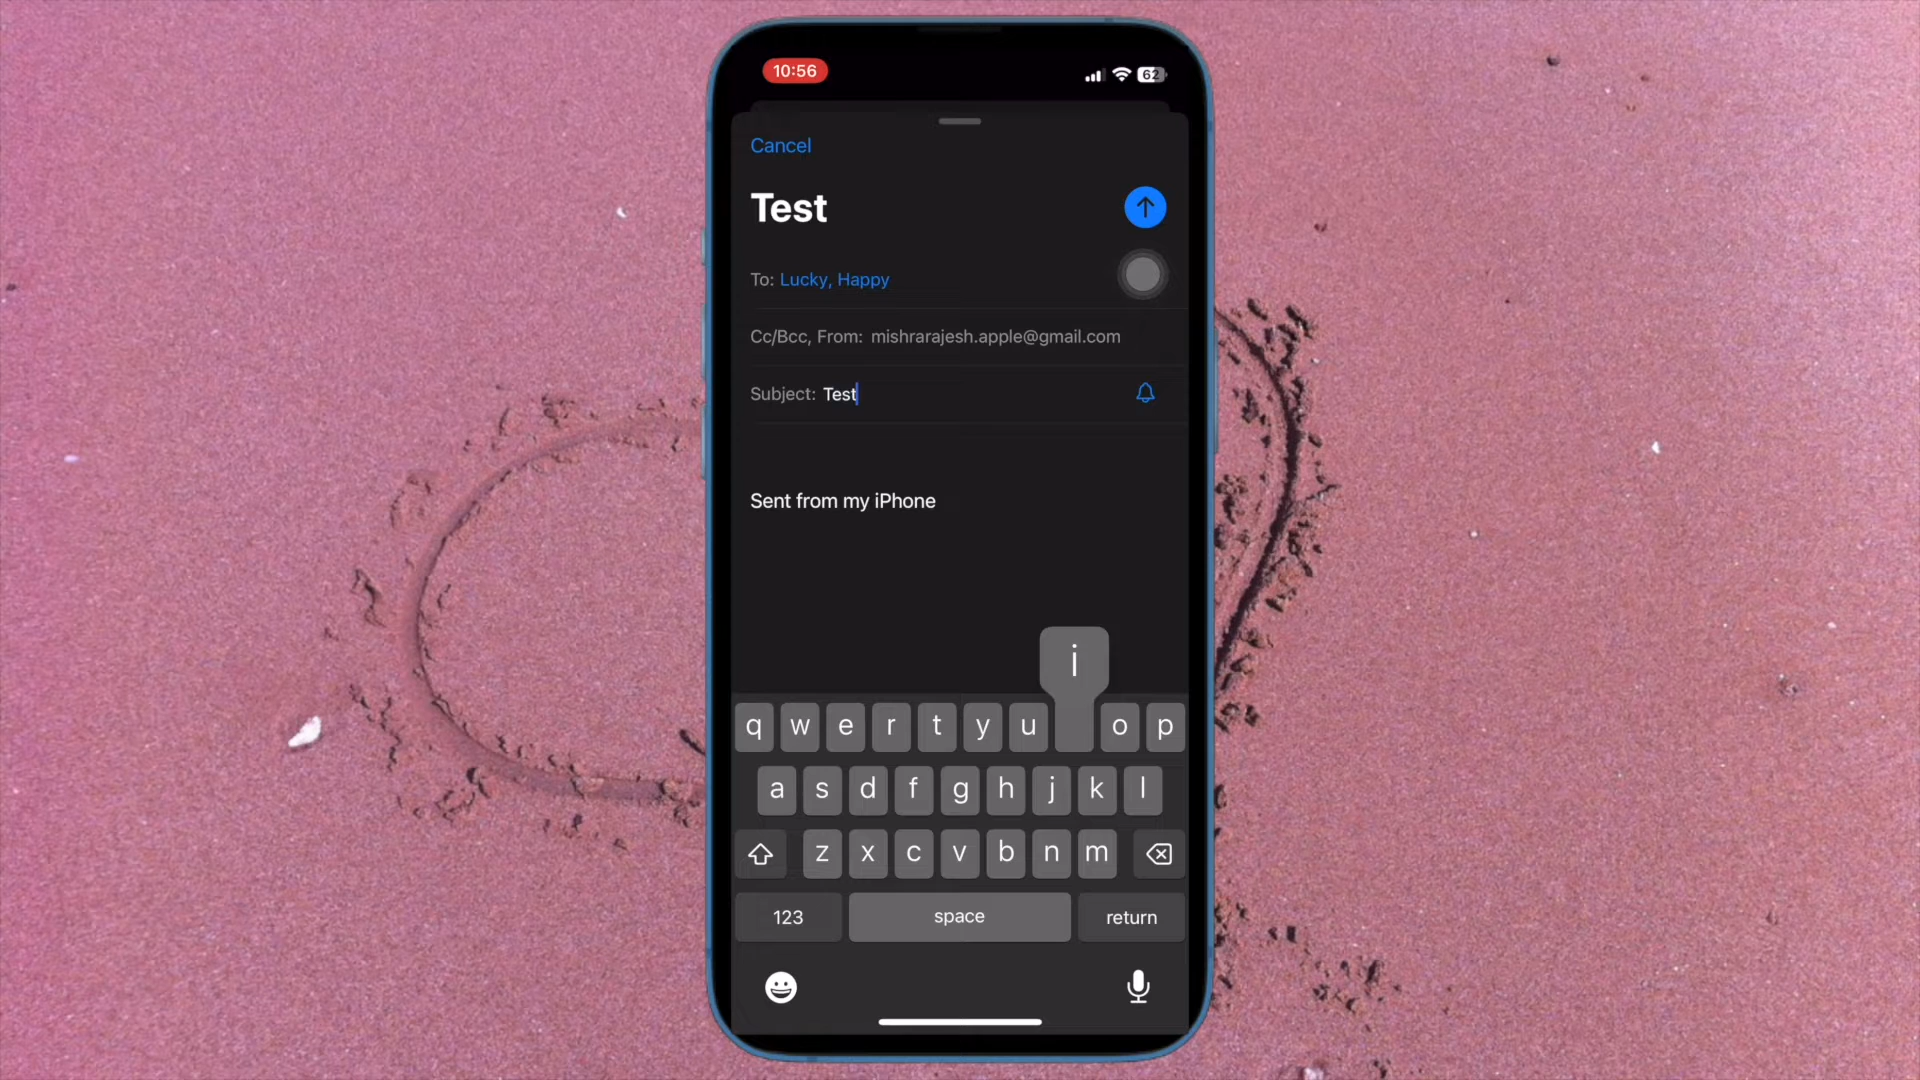 10:56
62
Cancel
Test
To: Lucky, Happy
Cc/Bcc, From: mishrarajesh.apple@gmail.com
Subject: Test
Sent from my iPhone
i
q w e r t y u o p
a s d f g h j k l
z x c v b n m
123 space return